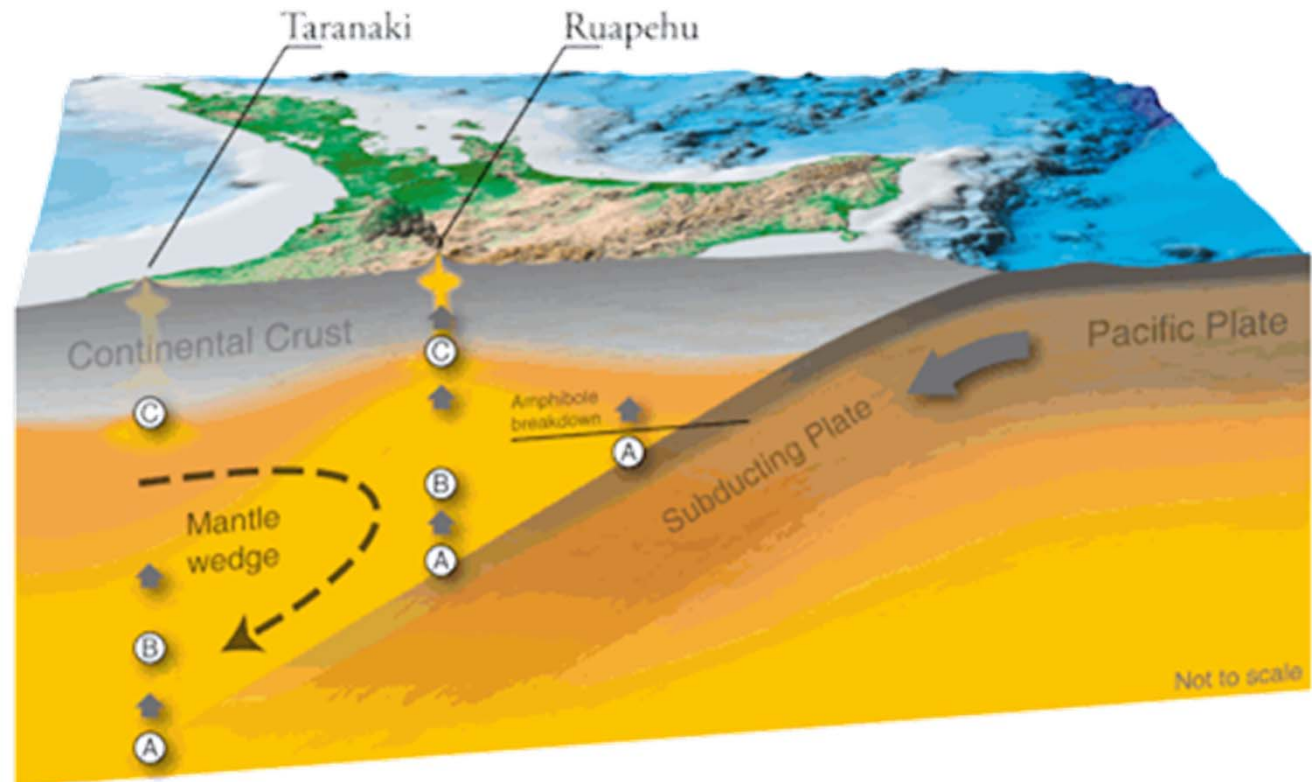 Taranaki
Ruapehu
Continental Crust
Pacific Plate
C
C
Amphibole
breakdown
A
Subducting Plate
B
Mantle
wedge
A
B
Not to scale
A